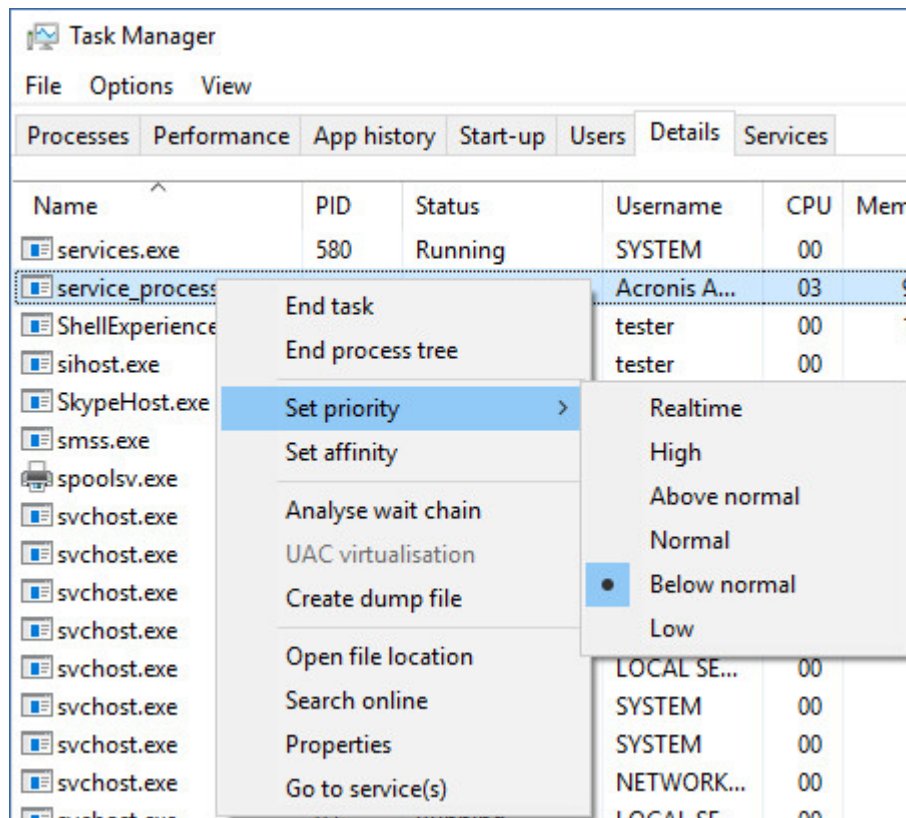 Task Manager
File Options View
Processes Performance App history Start-up Users Details Services
Name PID Status Username CPU Mem
services.exe 580 Running SYSTEM 00
service_process Acronis A... 03
ShellExperience tester 00
sihost.exe tester 00
SkypeHost.exe
smss.exe
spoolsv.exe
svchost.exe
svchost.exe
svchost.exe
svchost.exe
svchost.exe LOCAL SE... 00
svchost.exe SYSTEM 00
svchost.exe SYSTEM 00
svchost.exe NETWORK... 00
End task
End process tree
Set priority
Set affinity
Analyse wait chain
UAC virtualisation
Create dump file
Open file location
Search online
Properties
Go to service(s)
Realtime
High
Above normal
Normal
Below normal
Low